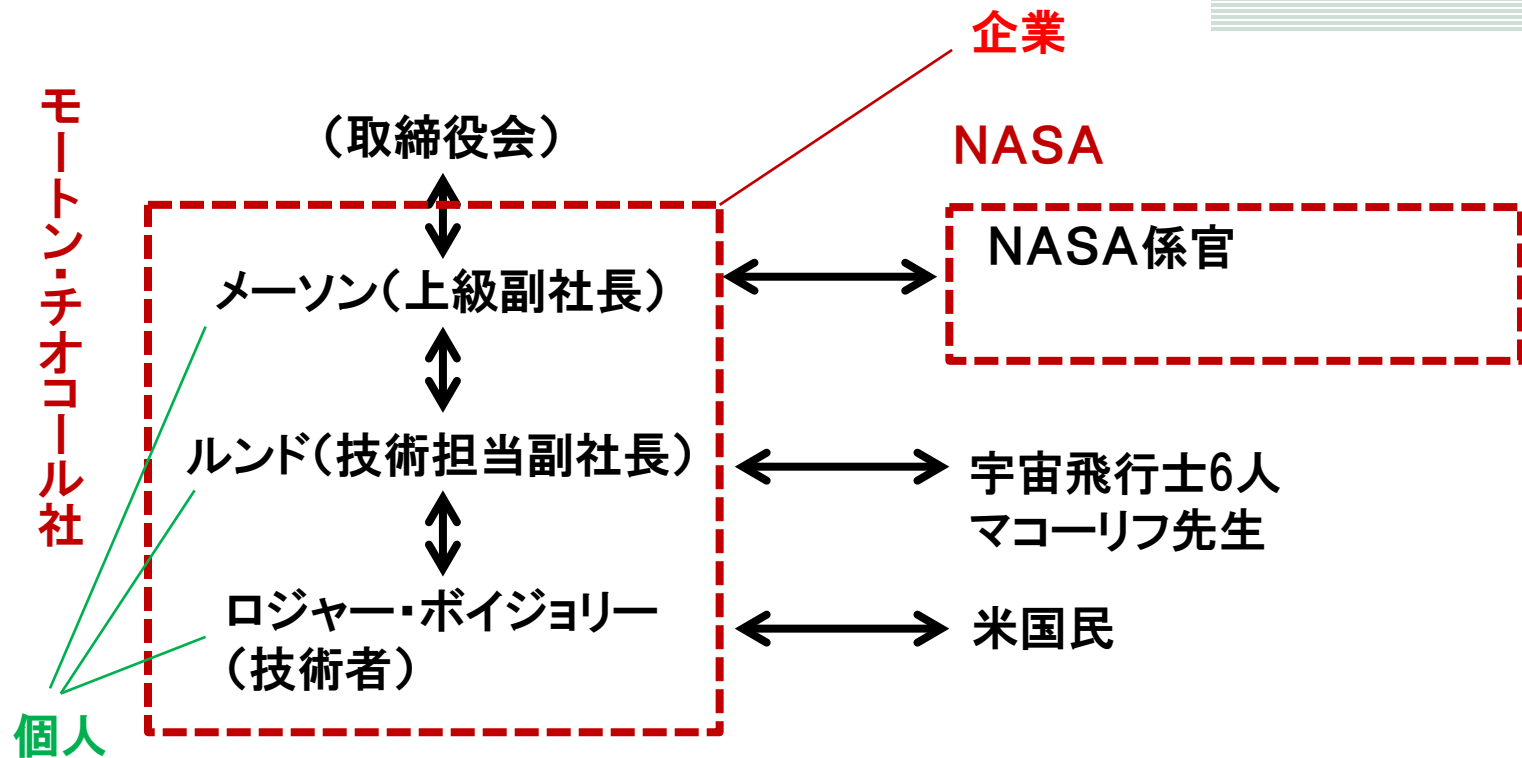 企業
モートン・チオコール社
（取締役会）
NASA
NASA係官
メーソン（上級副社長）
ルンド（技術担当副社長）
宇宙飛行士6人
マコーリフ先生
ロジャー・ボイジョリー
（技術者）
米国民
個人